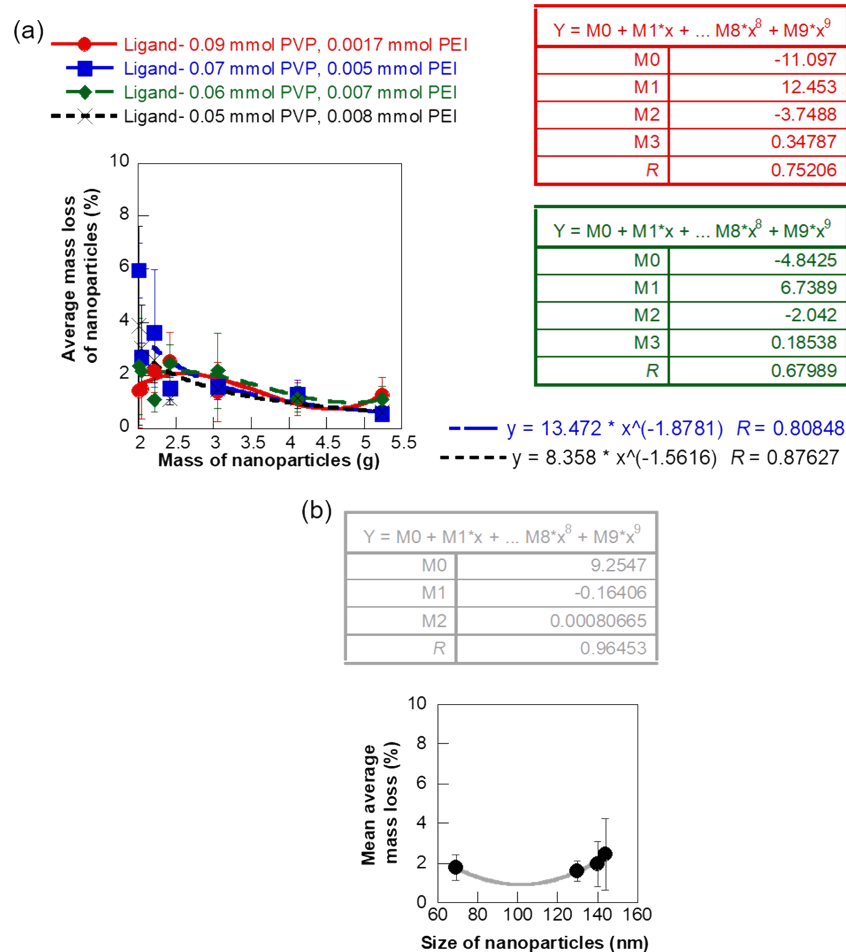 (a)
Ligand- 0.09 mmol PVP, 0.0017 mmol PEI
Ligand- 0.07 mmol PVP, 0.005 mmol PEI
Ligand- 0.06 mmol PVP, 0.007 mmol PEI
Ligand- 0.05 mmol PVP, 0.008 mmol PEI
Average mass loss
of nanoparticles (%)
10
8
6
4
2
0
2 2.5 3 3.5 4 4.5 5 5.5
Mass of nanoparticles (g)
Y = M0 + M1*x + ... M8*x^8 + M9*x^9
M0 -11.097
M1 12.453
M2 -3.7488
M3 0.34787
R 0.75206
Y = M0 + M1*x + ... M8*x^8 + M9*x^9
M0 -4.8425
M1 6.7389
M2 -2.042
M3 0.18538
R 0.67989
y = 13.472 * x^(-1.8781) R = 0.80848
y = 8.358 * x^(-1.5616) R = 0.87627
(b)
Y = M0 + M1*x + ... M8*x^8 + M9*x^9
M0 9.2547
M1 -0.16406
M2 0.00080665
R 0.96453
Mean average
mass loss (%)
10
8
6
4
2
0
60 80 100 120 140 160
Size of nanoparticles (nm)